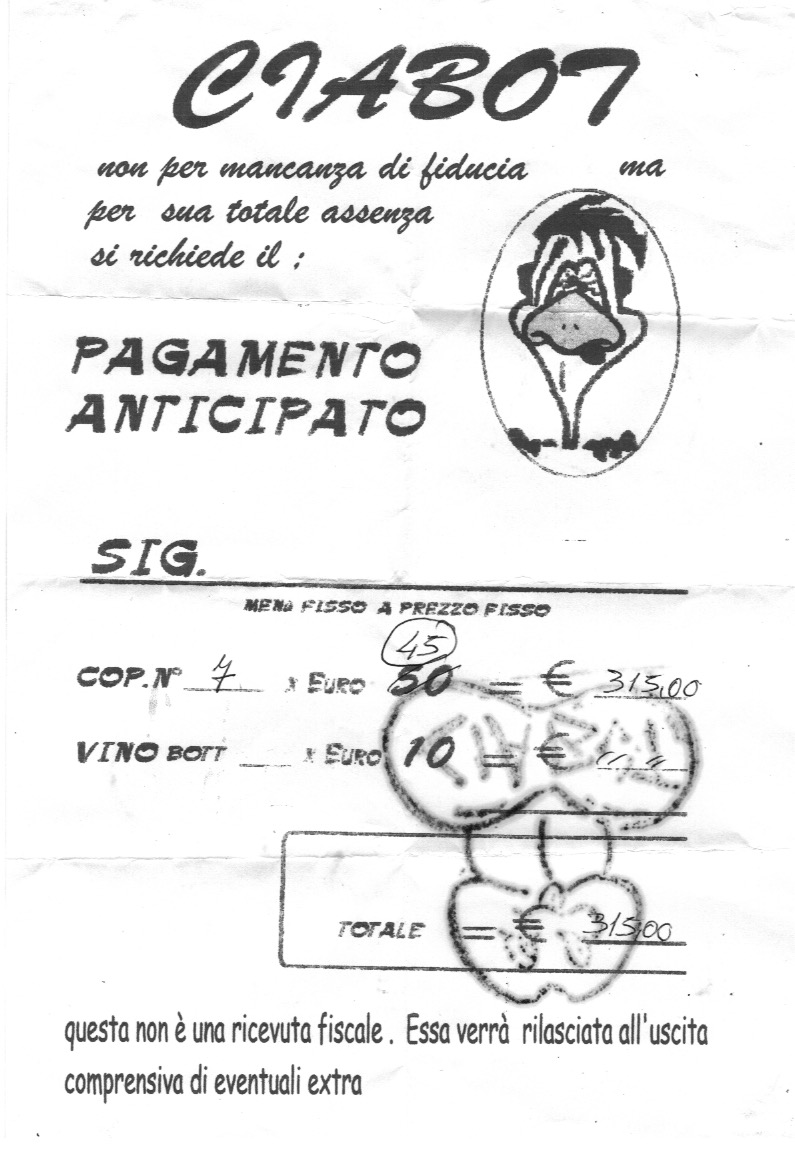 CIABOT
non per mancanza di fiducia ma
per sua totale assenza
si richiede il :
PAGAMENTO
ANTICIPATO
SIG.
MENù FISSO A PREZZO FISSO
45
COP. N° 7 x EURO 50 = € 315,00
VINO BOTT x EURO 10 = € " "
TOTALE = € 315,00
questa non è una ricevuta fiscale . Essa verrà rilasciata all'uscita
comprensiva di eventuali extra